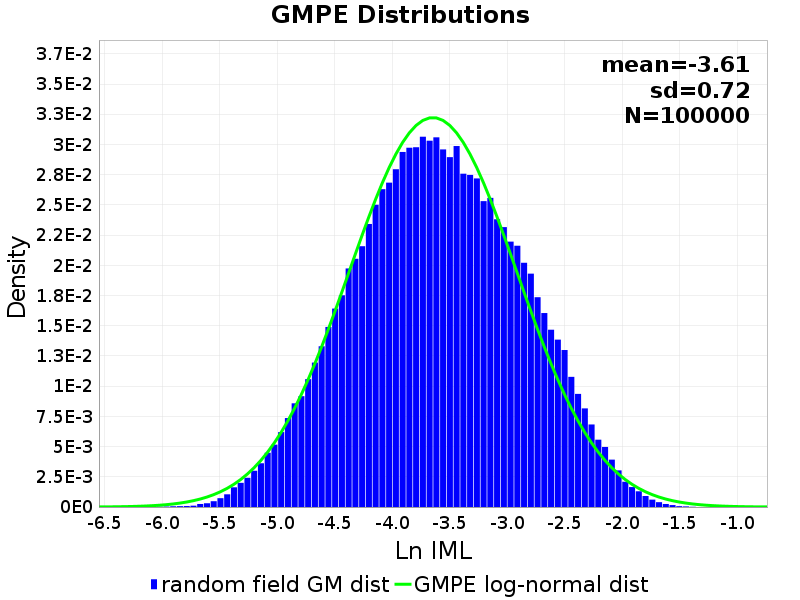 GMPE Distributions
mean=-3.61
sd=0.72
N=100000
3.7E-2
3.5E-2
3.3E-2
3E-2
2.8E-2
2.5E-2
2.2E-2
2E-2
1.8E-2
1.5E-2
1.3E-2
1E-2
7.5E-3
5E-3
2.5E-3
0E0
Density
-6.5 -6.0 -5.5 -5.0 -4.5 -4.0 -3.5 -3.0 -2.5 -2.0 -1.5 -1.0
Ln IML
random field GM dist GMPE log-normal dist